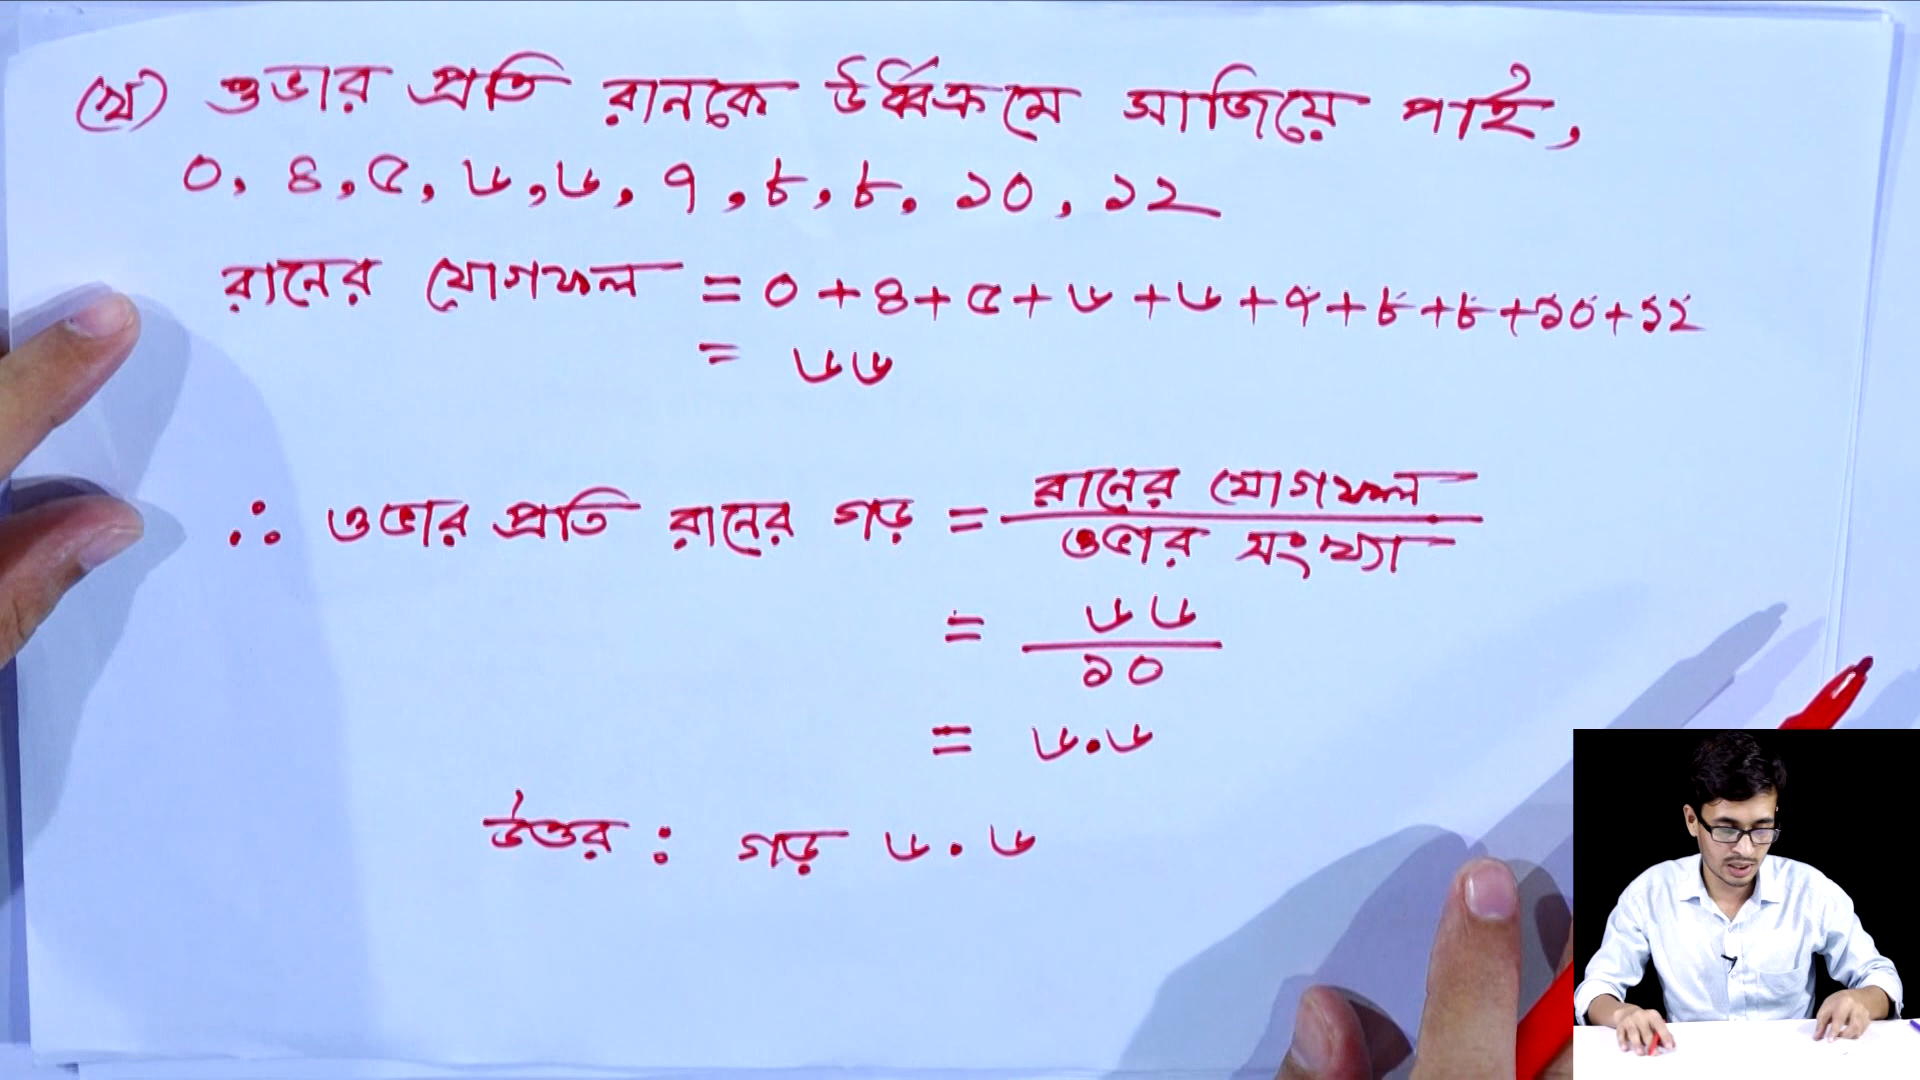 (খ) ওভার প্রতি রানকে উর্ধ্বক্রমে সাজিয়ে পাই,
০, ৪, ৫, ৬, ৬, ৭, ৮, ৮, ১০, ১২
রানের যোগফল = ০+৪+৫+৬+৬+৭+৮+৮+১০+১২
= ৬৬
∴ ওভার প্রতি রানের গড় = রানের যোগফল
ওভার সংখ্যা
= ৬৬
১০
= ৬.৬
উত্তর : গড় ৬.৬